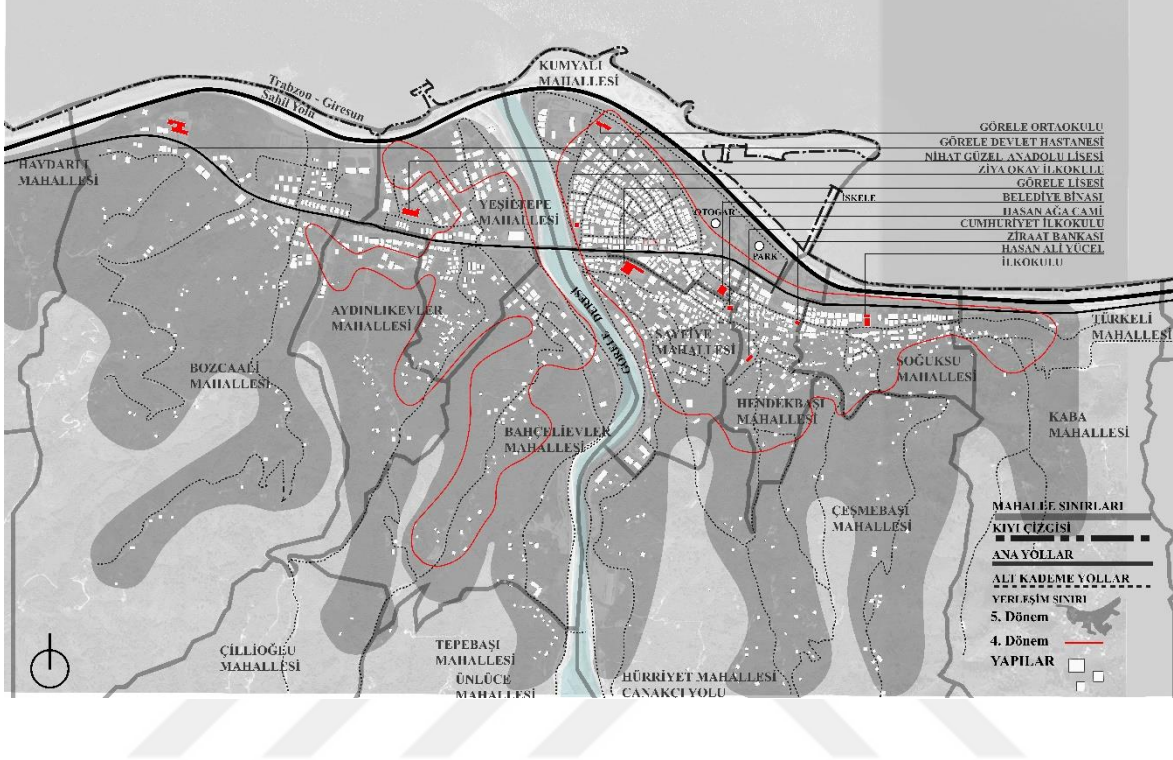 KUMYALI
MAHALLESİ
Trabzon - Giresun
Sahil Yolu
GÖRELE ORTAOKULU
GÖRELE DEVLET HASTANESİ
NİHAT GÜZEL ANADOLU LİSESİ
ZİYA OKAY İLKOKLLU
GÖRELE LİSESİ
BELEDİYE BİNASI
HASAN AĞA CAMİ
CUMHURİYET İLKOKULU
ZİRAAT BANKASI
HASAN ALİ YÜCEL
İLKOKULU
HAYDARLI
MAHALLESİ
YEŞİLTEPE
MAHALLESİ
İSKELE
OTOGAR
PARK
GÖRELE DERESİ
AYDINLIKEVLER
MAHALLESİ
SAYFİYE
MAHALLESİ
TÜRKELİ
MAHALLESİ
BOZCAALİ
MAHALLESİ
SOĞUKSU
MAHALLESİ
HENDEKBAŞI
MAHALLESİ
KABA
MAHALLESİ
BAHÇELİEVLER
MAHALLESİ
ÇEŞMEBAŞI
MAHALLESİ
MAHALLE SINIRLARI
KIYI ÇİZGİSİ
ANA YOLLAR
ALT KADEME YOLLAR
YERLEŞİM SINIRI
5. Dönem
4. Dönem
YAPILAR
ÇİLLİOĞLU
MAHALLESİ
TEPEBAŞI
MAHALLESİ
ÜNLÜCE
MAHALLESİ
HÜRRİYET MAHALLESİ
ÇANAKÇI YOLU